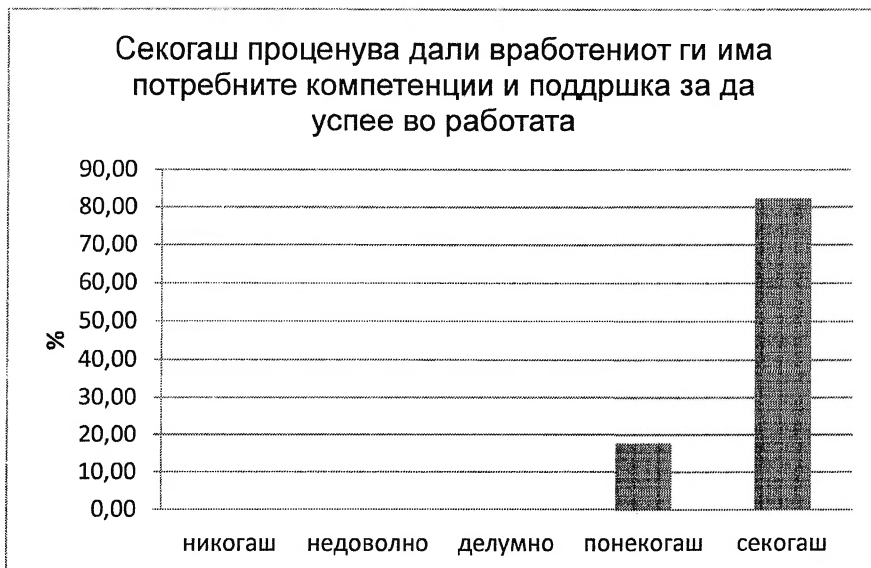 Секогаш проценува дали вработениот ги има
потребните компетенции и поддршка за да
успее во работата
90,00
80,00
70,00
60,00
50,00
40,00
30,00
20,00
10,00
0,00
%
никогаш недоволно делумно понекогаш секогаш